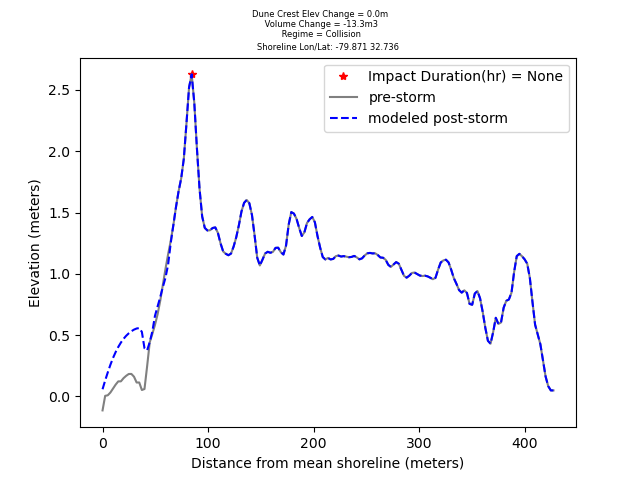 Dune Crest Elev Change = 0.0m
Volume Change = -13.3m3
Regime = Collision
Shoreline Lon/Lat: -79.871 32.736
Impact Duration(hr) = None
pre-storm
modeled post-storm
Elevation (meters)
2.5
2.0
1.5
1.0
0.5
0.0
0 100 200 300 400
Distance from mean shoreline (meters)